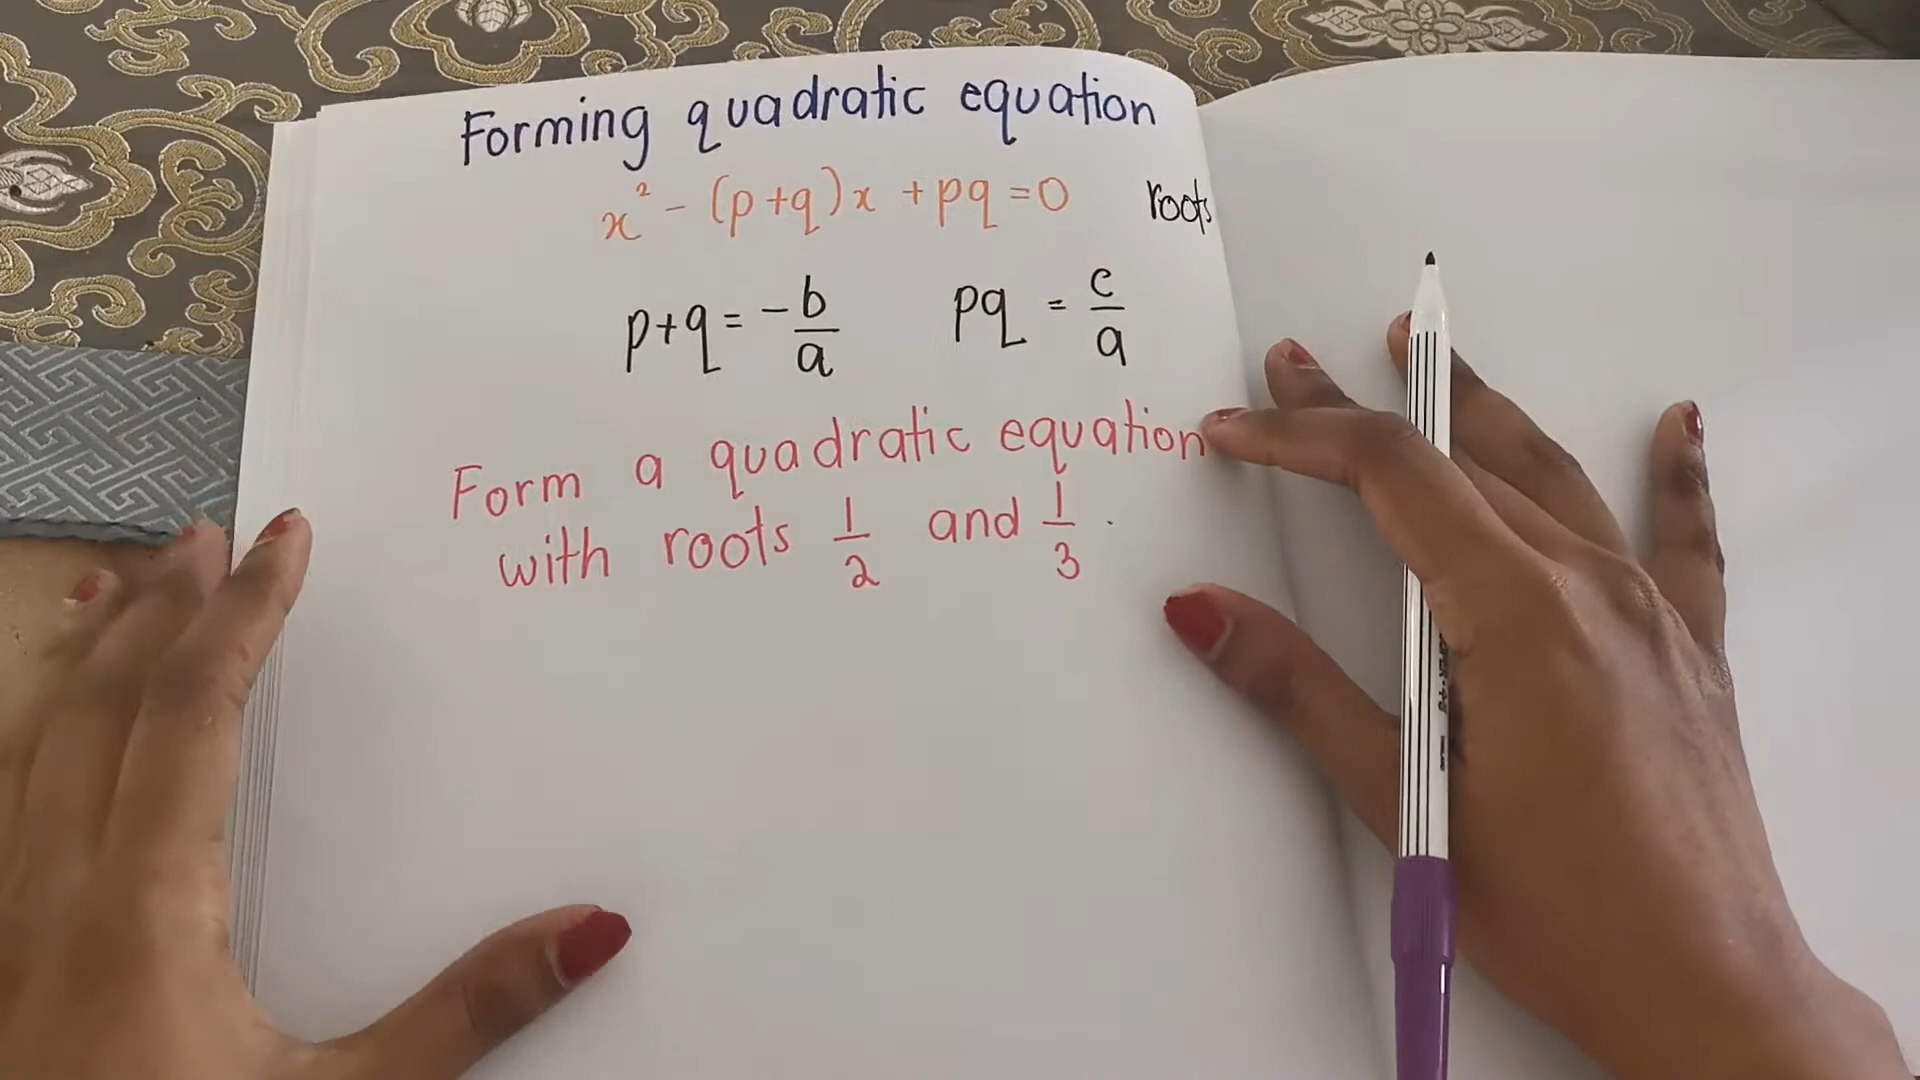 Forming quadratic equation
x² - (p+q)x + pq = 0 roots
p+q = -b/a pq = c/a
Form a quadratic equation
with roots 1/2 and 1/3.